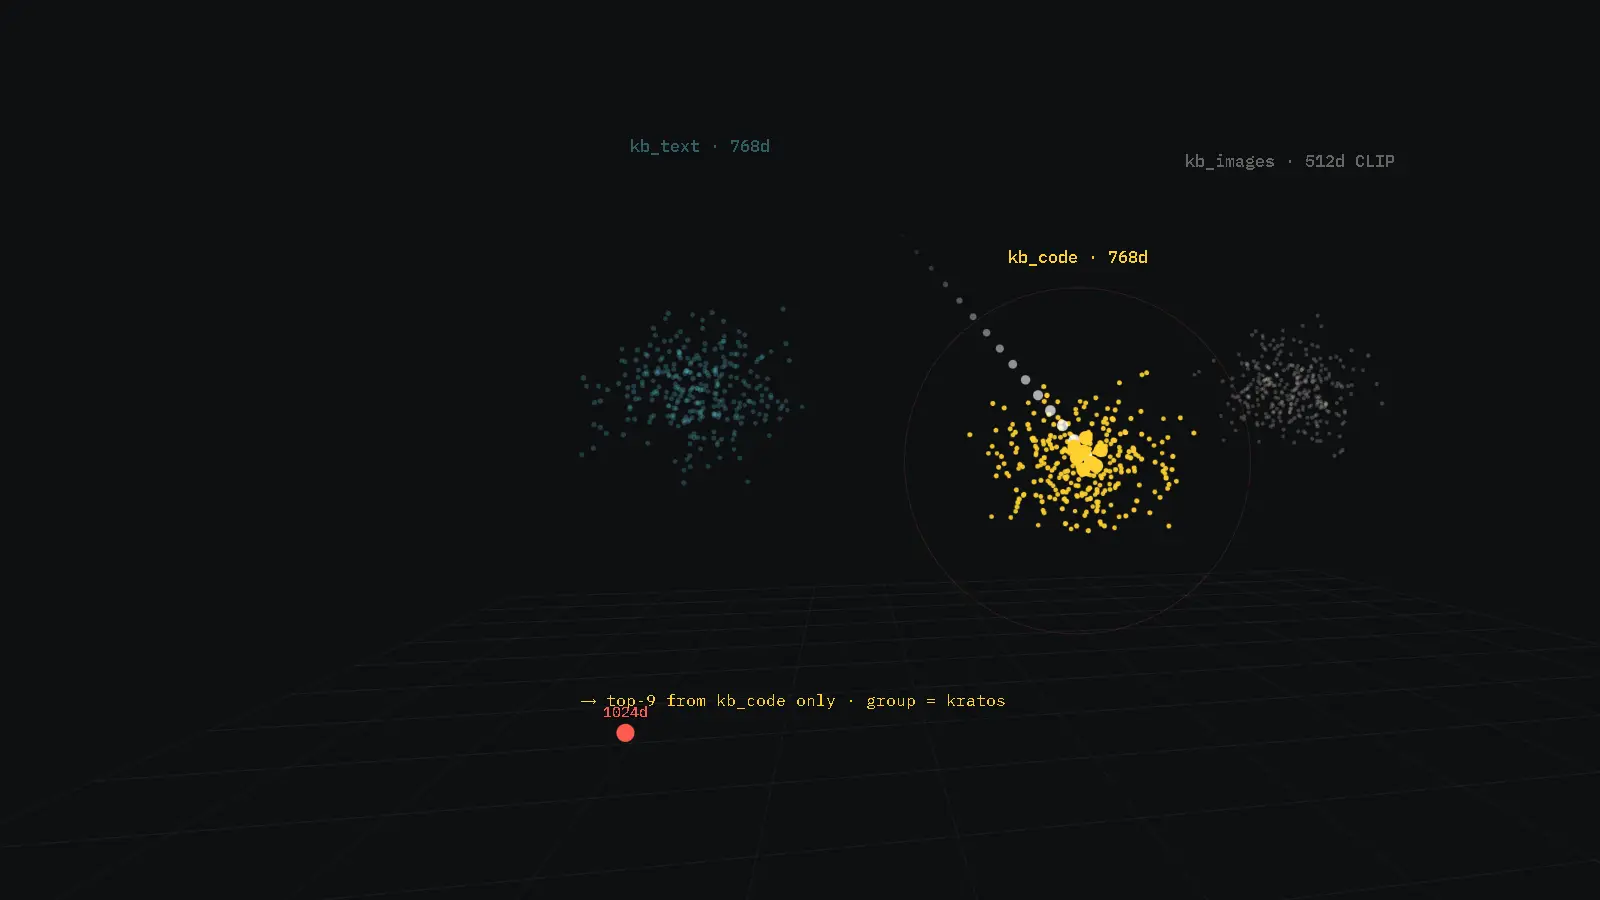 kb_text · 768d
kb_images · 512d CLIP
kb_code · 768d
→ top-9 from kb_code only · group = kratos
1024d